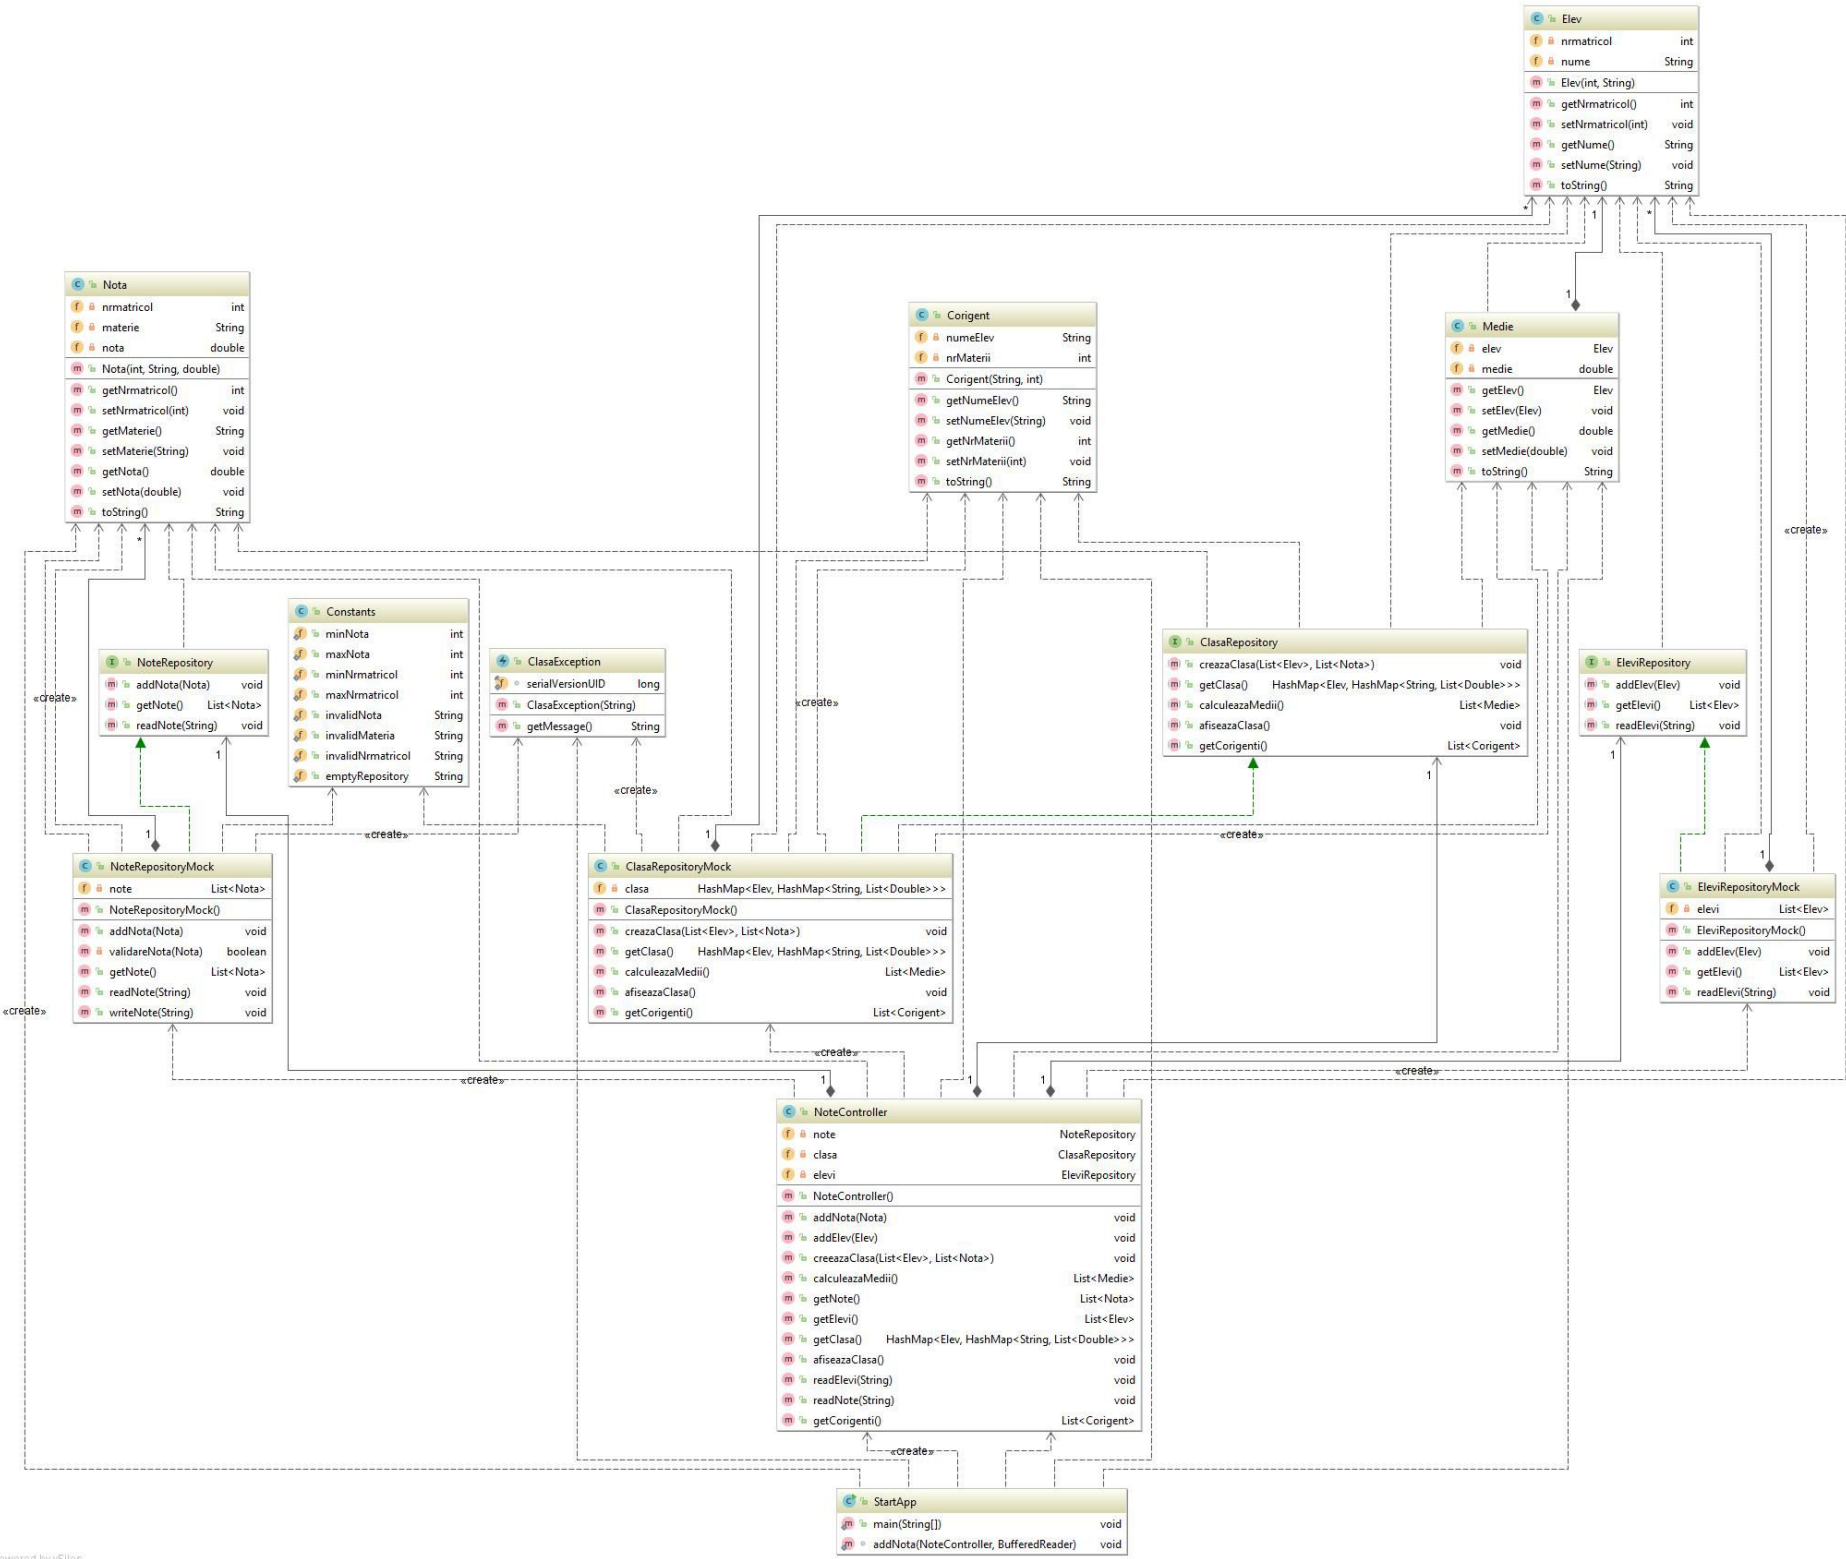 Elev
nrmatricol int
nume String
Elev(int, String)
getNrmatricol() int
setNrmatricol(int) void
getNume() String
setNume(String) void
toString() String
* 1 *
Nota
nrmatricol int
materie String
nota double
Nota(int, String, double)
getNrmatricol() int
setNrmatricol(int) void
getMaterie() String
setMaterie(String) void
getNota() double
setNota(double) void
toString() String
*
Corigent
numeElev String
nrMaterii int
Corigent(String, int)
getNumeElev() String
setNumeElev(String) void
getNrMaterii() int
setNrMaterii(int) void
toString() String
1
Medie
elev Elev
medie double
getElev() Elev
setElev(Elev) void
getMedie() double
setMedie(double) void
toString() String
«create»
Constants
minNota int
maxNota int
minNrmatricol int
maxNrmatricol int
invalidNota String
invalidMateria String
invalidNrmatricol String
emptyRepository String
NoteRepository
addNota(Nota) void
getNote() List<Nota>
readNote(String) void
1
«create»
ClasaException
serialVersionUID long
ClasaException(String)
getMessage() String
«create»
«create»
ClasaRepository
creazaClasa(List<Elev>, List<Nota>) void
getClasa() HashMap<Elev, HashMap<String, List<Double>>>
calculeazaMedii() List<Medie>
afiseazaClasa() void
getCorigenti() List<Corigent>
1
EleviRepository
addElev(Elev) void
getElevi() List<Elev>
readElevi(String) void
1
1 «create» 1 «create» 1
NoteRepositoryMock
note List<Nota>
NoteRepositoryMock()
addNota(Nota) void
validareNota(Nota) boolean
getNote() List<Nota>
readNote(String) void
writeNote(String) void
«create»
ClasaRepositoryMock
clasa HashMap<Elev, HashMap<String, List<Double>>>
ClasaRepositoryMock()
creazaClasa(List<Elev>, List<Nota>) void
getClasa() HashMap<Elev, HashMap<String, List<Double>>>
calculeazaMedii() List<Medie>
afiseazaClasa() void
getCorigenti() List<Corigent>
EleviRepositoryMock
elevi List<Elev>
EleviRepositoryMock()
addElev(Elev) void
getElevi() List<Elev>
readElevi(String) void
«create»
«create» 1 1 1 «create»
NoteController
note NoteRepository
clasa ClasaRepository
elevi EleviRepository
NoteController()
addNota(Nota) void
addElev(Elev) void
creeazaClasa(List<Elev>, List<Nota>) void
calculeazaMedii() List<Medie>
getNote() List<Nota>
getElevi() List<Elev>
getClasa() HashMap<Elev, HashMap<String, List<Double>>>
afiseazaClasa() void
readElevi(String) void
readNote(String) void
getCorigenti() List<Corigent>
«create»
StartApp
main(String[]) void
addNota(NoteController, BufferedReader) void